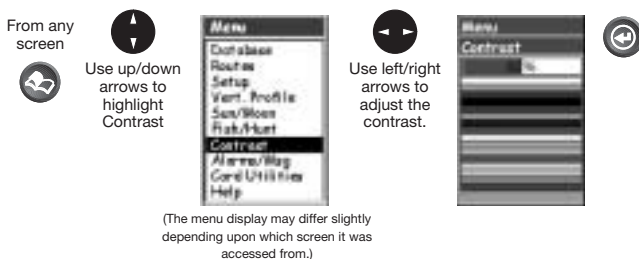 From any
screen
Use up/down
arrows to
highlight
Contrast
Menu
Database
Routes
Setup
Vert. Profile
Sun/Moon
Fish/Hunt
Contrast
Alarms/Msg
Card Utilities
Help
(The menu display may differ slightly
depending upon which screen it was
accessed from.)
Use left/right
arrows to
adjust the
contrast.
Menu
Contrast
%